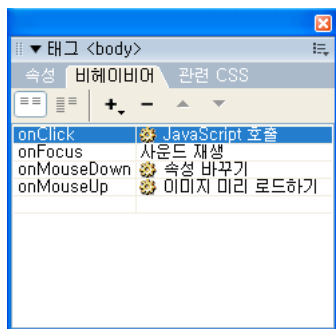 ▼ 태그 <body>
속성 비헤이비어 관련 CSS
onClick JavaScript 호출
onFocus 사운드 재생
onMouseDown 속성 바꾸기
onMouseUp 이미지 미리 로드하기